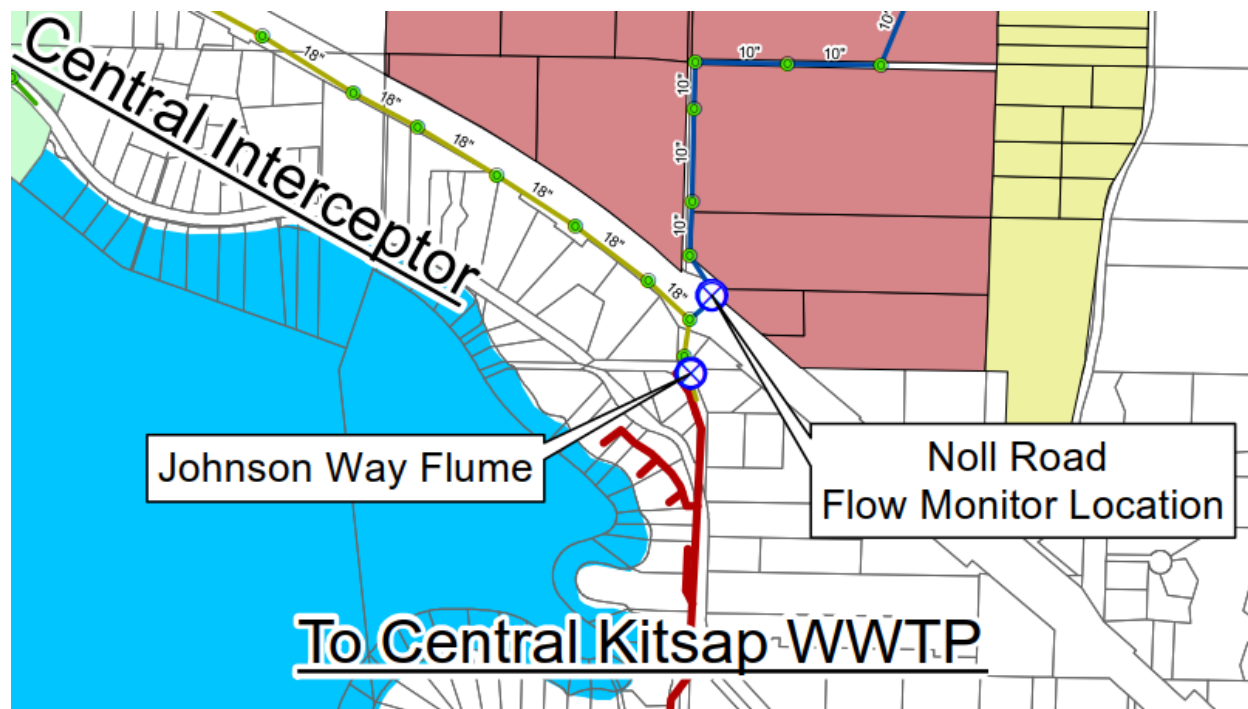 Central Interceptor
18"
18"
18"
18"
18"
18"
10"
10"
10"
10"
10"
10"
Johnson Way Flume
Noll Road
Flow Monitor Location
To Central Kitsap WWTP